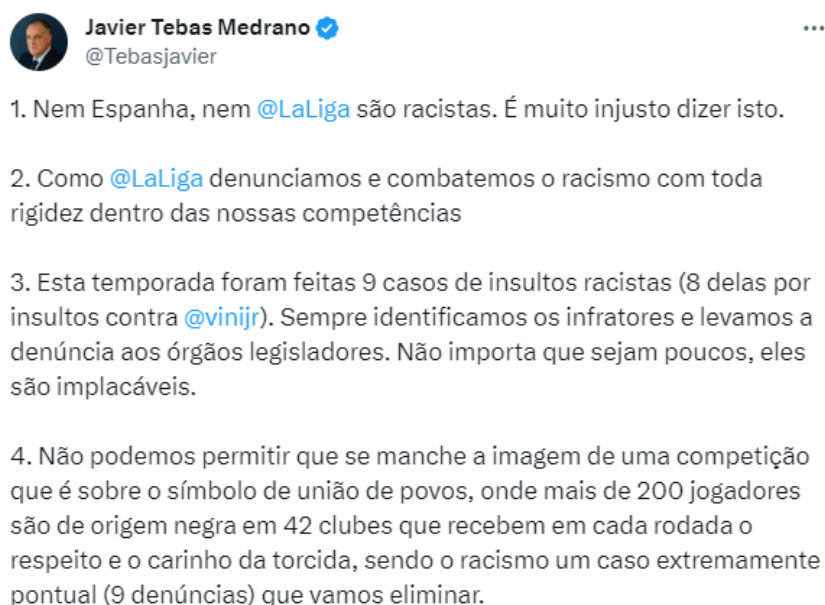 Javier Tebas Medrano
@Tebasjavier
1. Nem Espanha, nem @LaLiga são racistas. É muito injusto dizer isto.
2. Como @LaLiga denunciamos e combatemos o racismo com toda
rigidez dentro das nossas competências
3. Esta temporada foram feitas 9 casos de insultos racistas (8 delas por
insultos contra @vinijr). Sempre identificamos os infratores e levamos a
denúncia aos órgãos legisladores. Não importa que sejam poucos, eles
são implacáveis.
4. Não podemos permitir que se manche a imagem de uma competição
que é sobre o símbolo de união de povos, onde mais de 200 jogadores
são de origem negra em 42 clubes que recebem em cada rodada o
respeito e o carinho da torcida, sendo o racismo um caso extremamente
pontual (9 denúncias) que vamos eliminar.